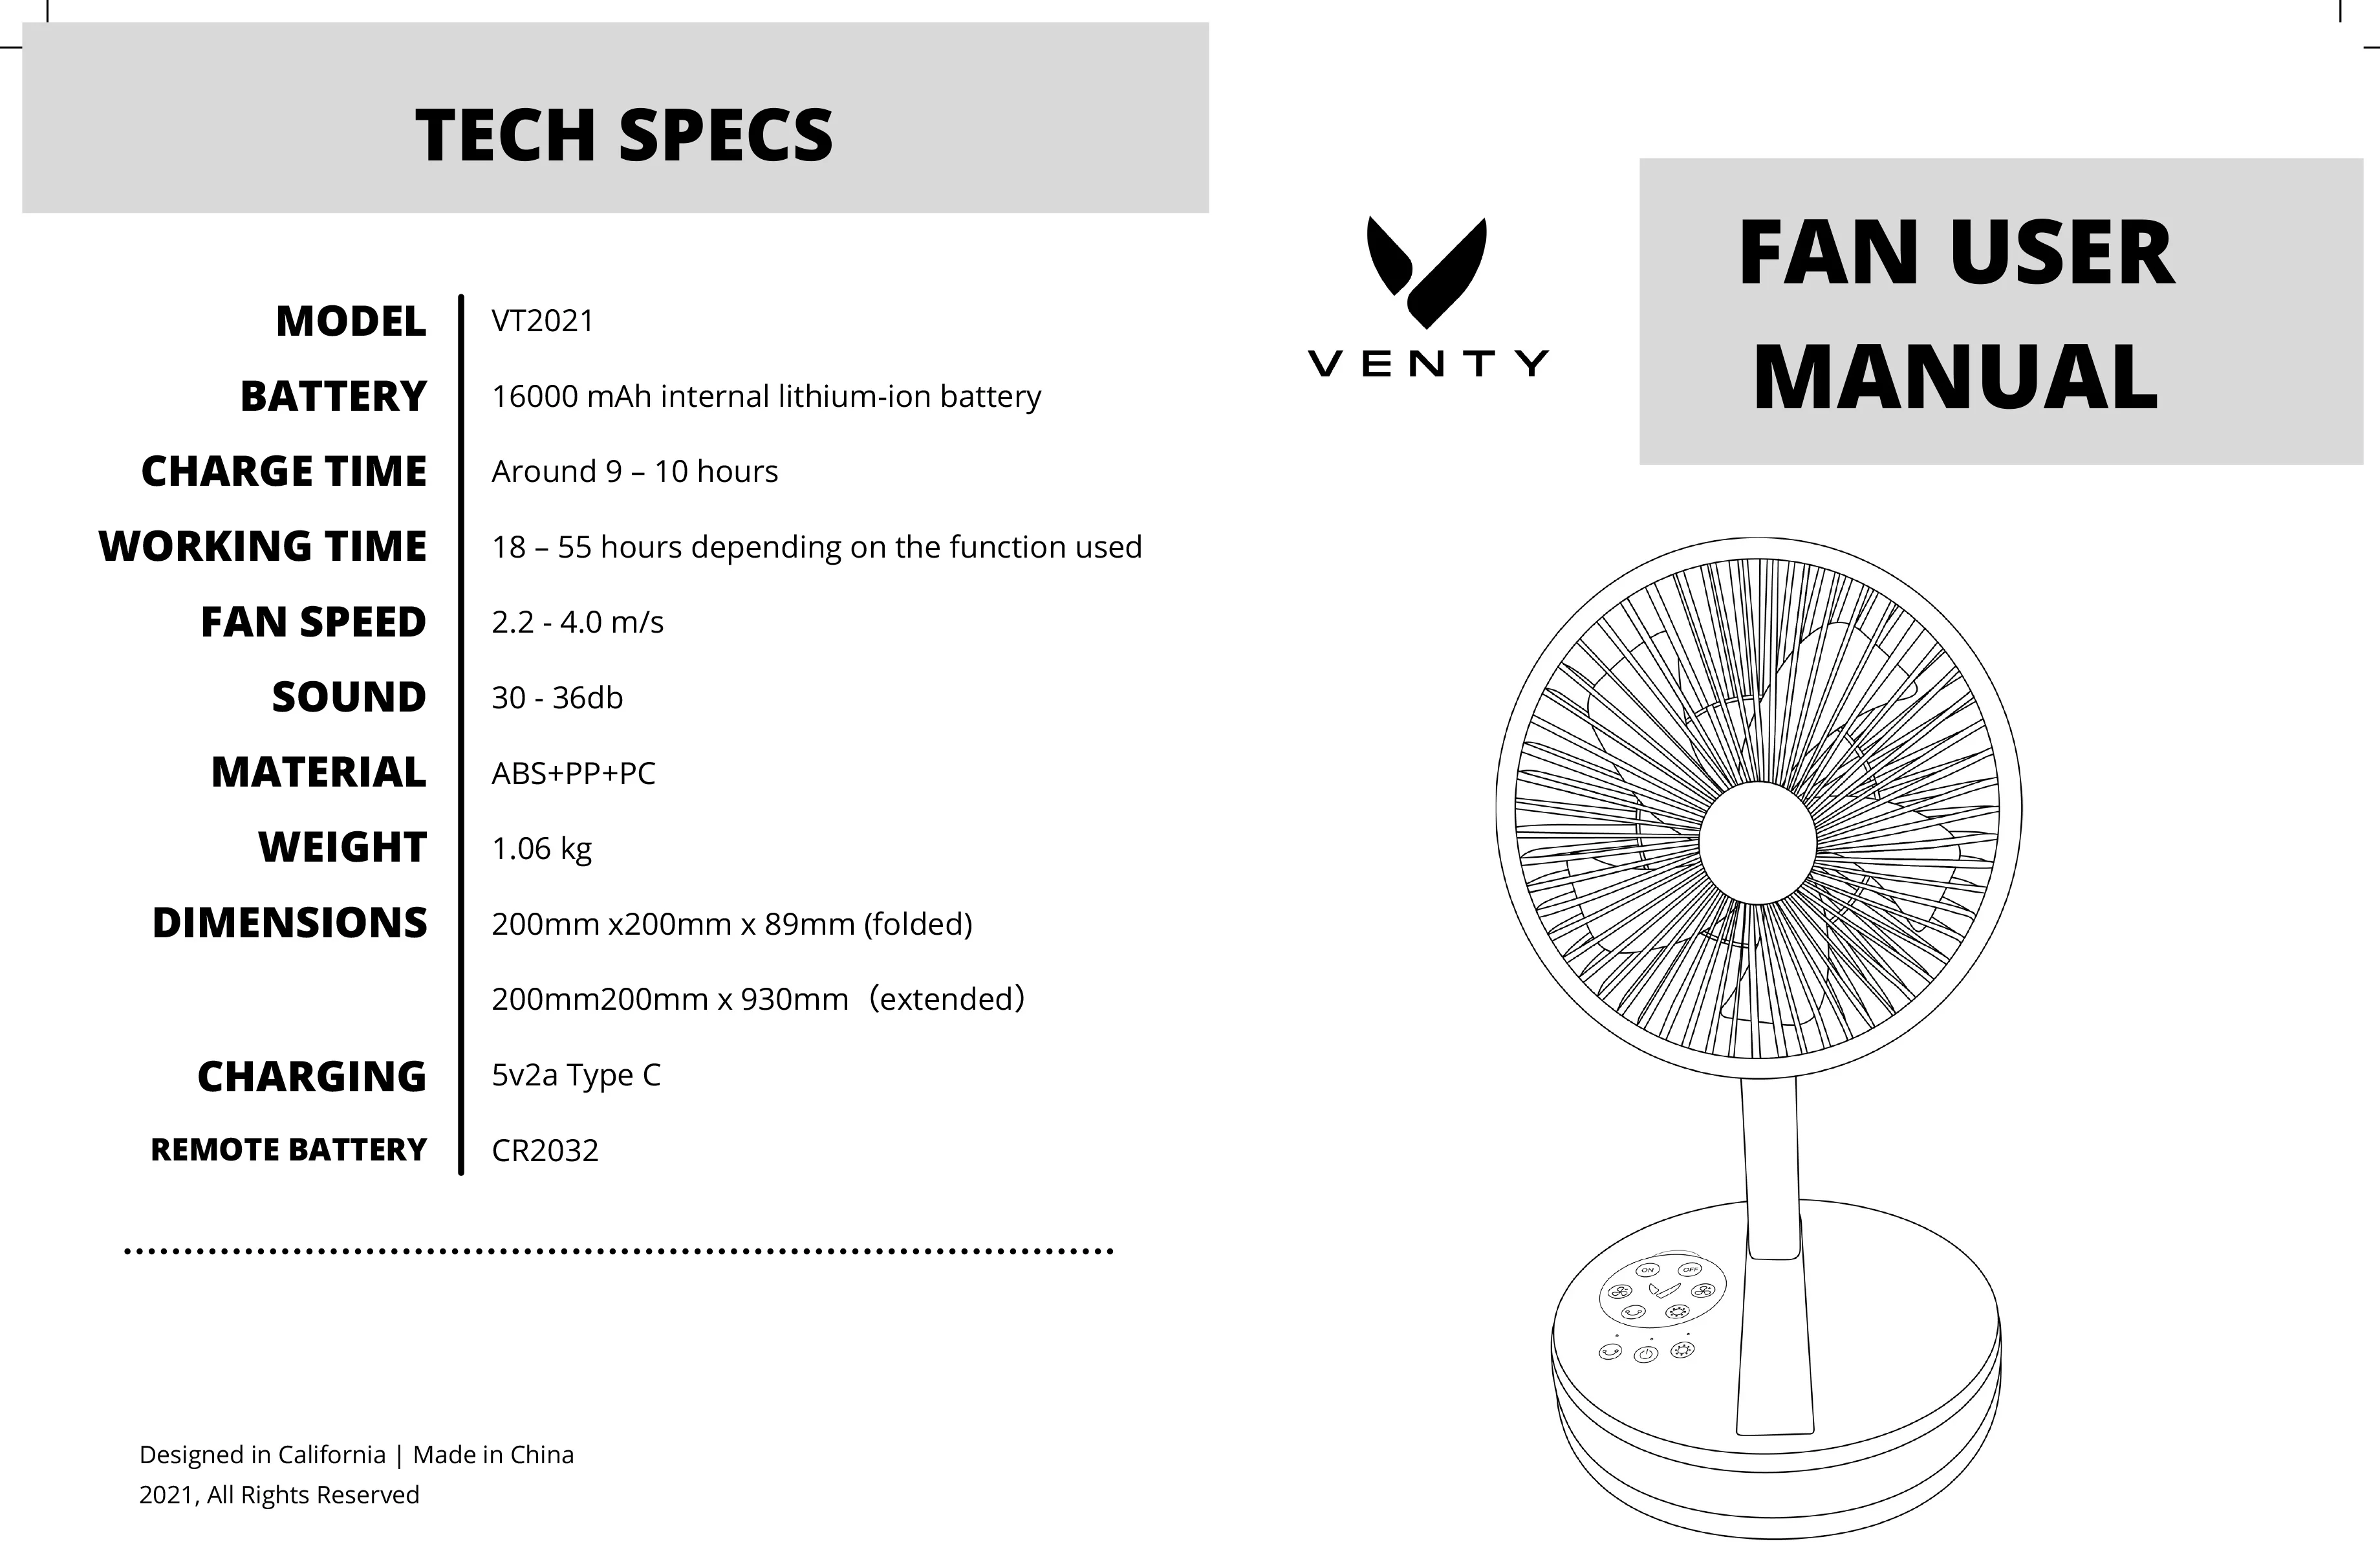 TECH SPECS
MODEL VT2021
BATTERY 16000 mAh internal lithium-ion battery
CHARGE TIME Around 9 – 10 hours
WORKING TIME 18 – 55 hours depending on the function used
FAN SPEED 2.2 - 4.0 m/s
SOUND 30 - 36db
MATERIAL ABS+PP+PC
WEIGHT 1.06 kg
DIMENSIONS 200mm x200mm x 89mm (folded)
200mm200mm x 930mm（extended）
CHARGING 5v2a Type C
REMOTE BATTERY CR2032
Designed in California | Made in China
2021, All Rights Reserved
VENTY
FAN USER
MANUAL
ON OFF